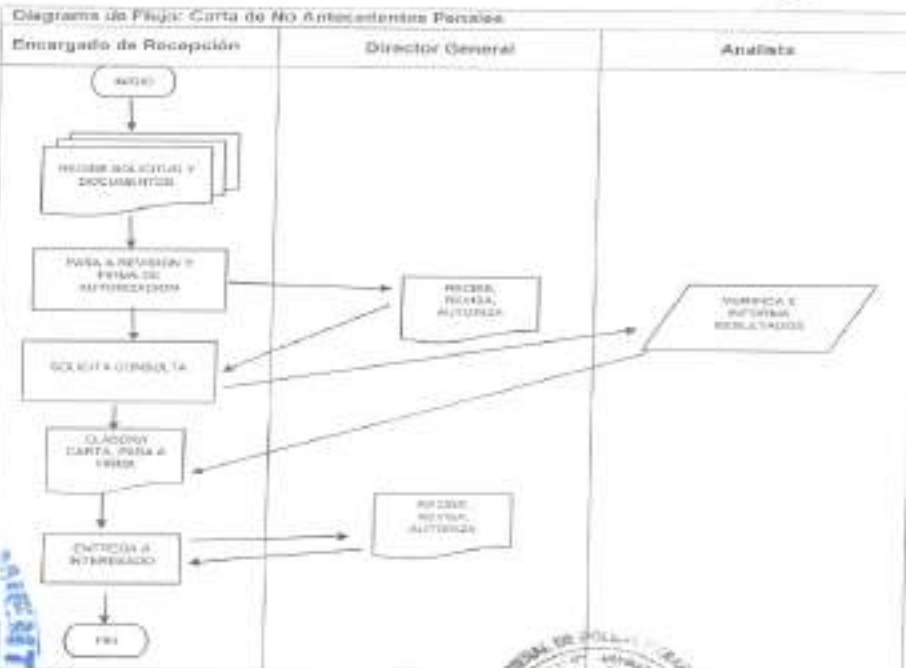 Diagrama de Flujo: Carta de No Antecedentes Penales
Encargado de Recepción
Director General
Analista
INICIO
RECIBE SOLICITUD Y
DOCUMENTOS
PASA A REVISIÓN Y
FIRMA DE
AUTORIZACIÓN
RECIBE,
REVISA,
AUTORIZA
VERIFICA E
INFORMA
RESULTADOS
SOLICITA CONSULTA
ELABORA
CARTA, PASA A
FIRMA
RECIBE,
REVISA,
AUTORIZA
ENTREGA A
INTERESADO
FIN